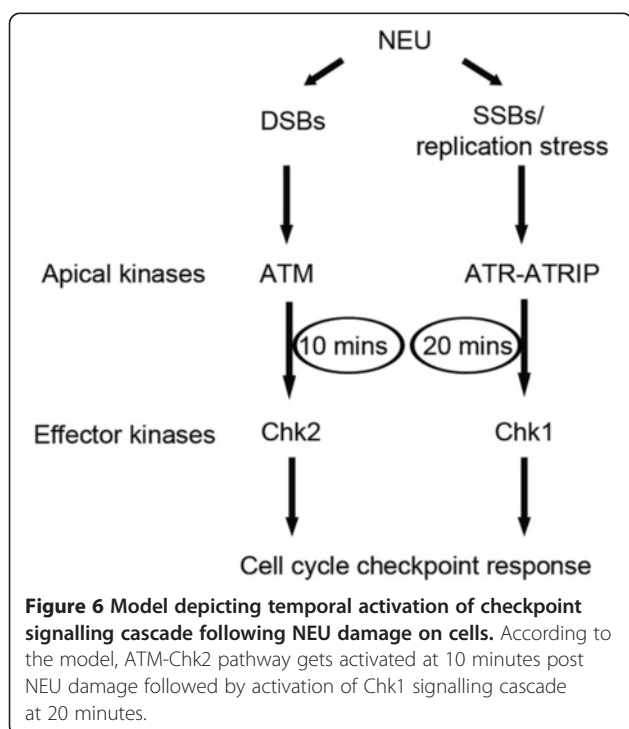 NEU
DSBs
SSBs/
replication stress
Apical kinases ATM ATR-ATRIP
10 mins 20 mins
Effector kinases Chk2 Chk1
Cell cycle checkpoint response
Figure 6 Model depicting temporal activation of checkpoint
signalling cascade following NEU damage on cells. According to
the model, ATM-Chk2 pathway gets activated at 10 minutes post
NEU damage followed by activation of Chk1 signalling cascade
at 20 minutes.